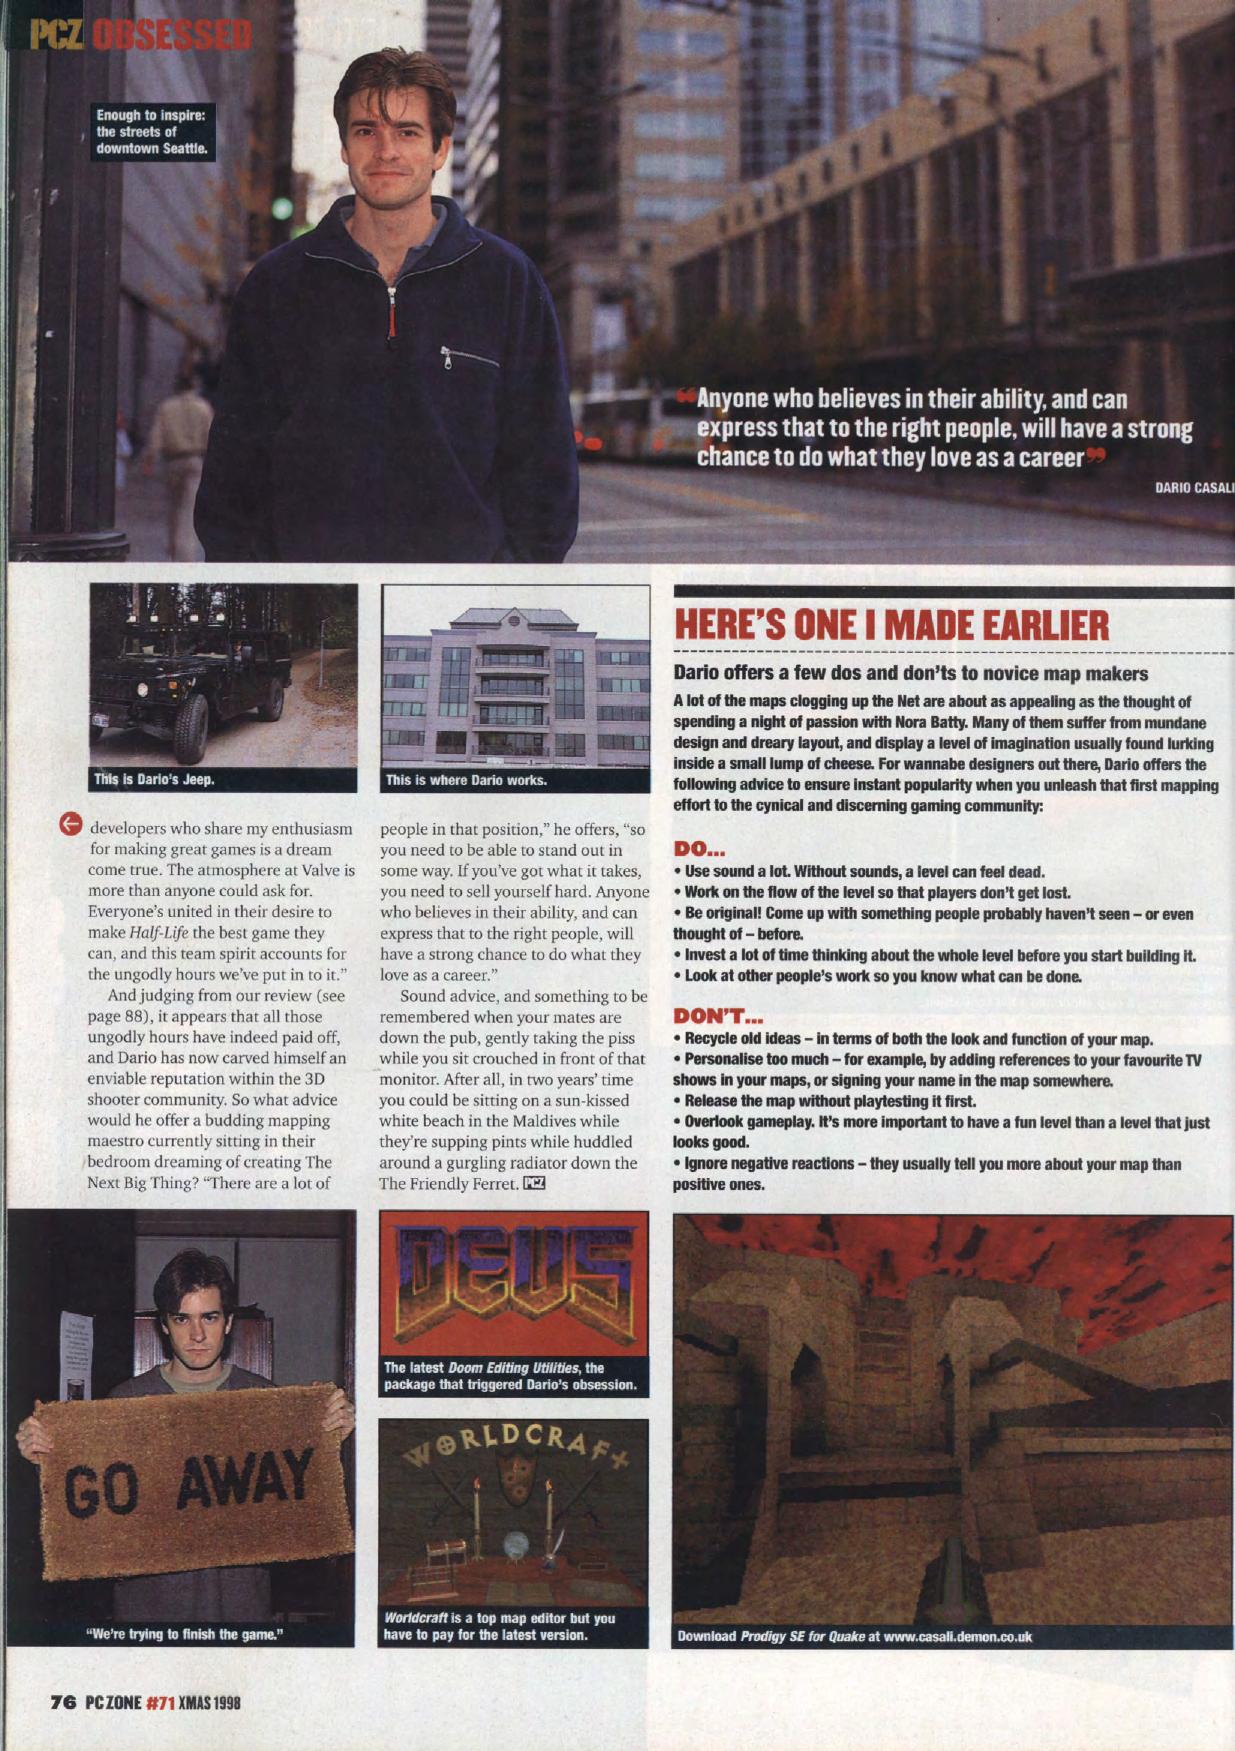 PCZ OBSESSED
Enough to inspire:
the streets of
downtown Seattle.
“Anyone who believes in their ability, and can
express that to the right people, will have a strong
chance to do what they love as a career”
DARIO CASALI
This is Dario's Jeep.
This is where Dario works.
developers who share my enthusiasm
for making great games is a dream
come true. The atmosphere at Valve is
more than anyone could ask for.
Everyone's united in their desire to
make Half-Life the best game they
can, and this team spirit accounts for
the ungodly hours we've put in to it.”
And judging from our review (see
page 88), it appears that all those
ungodly hours have indeed paid off,
and Dario has now carved himself an
enviable reputation within the 3D
shooter community. So what advice
would he offer a budding mapping
maestro currently sitting in their
bedroom dreaming of creating The
Next Big Thing? “There are a lot of
people in that position,” he offers, “so
you need to be able to stand out in
some way. If you've got what it takes,
you need to sell yourself hard. Anyone
who believes in their ability, and can
express that to the right people, will
have a strong chance to do what they
love as a career.”
Sound advice, and something to be
remembered when your mates are
down the pub, gently taking the piss
while you sit crouched in front of that
monitor. After all, in two years' time
you could be sitting on a sun-kissed
white beach in the Maldives while
they're supping pints while huddled
around a gurgling radiator down the
The Friendly Ferret. PCZ
HERE'S ONE I MADE EARLIER
Dario offers a few dos and don'ts to novice map makers
A lot of the maps clogging up the Net are about as appealing as the thought of
spending a night of passion with Nora Batty. Many of them suffer from mundane
design and dreary layout, and display a level of imagination usually found lurking
inside a small lump of cheese. For wannabe designers out there, Dario offers the
following advice to ensure instant popularity when you unleash that first mapping
effort to the cynical and discerning gaming community:
DO...
• Use sound a lot. Without sounds, a level can feel dead.
• Work on the flow of the level so that players don't get lost.
• Be original! Come up with something people probably haven't seen – or even
thought of – before.
• Invest a lot of time thinking about the whole level before you start building it.
• Look at other people's work so you know what can be done.
DON'T...
• Recycle old ideas – in terms of both the look and function of your map.
• Personalise too much – for example, by adding references to your favourite TV
shows in your maps, or signing your name in the map somewhere.
• Release the map without playtesting it first.
• Overlook gameplay. It's more important to have a fun level than a level that just
looks good.
• Ignore negative reactions – they usually tell you more about your map than
positive ones.
GO AWAY
“We're trying to finish the game.”
DEUS
The latest Doom Editing Utilities, the
package that triggered Dario's obsession.
WORLDCRAFT
Worldcraft is a top map editor but you
have to pay for the latest version.
Download Prodigy SE for Quake at www.casali.demon.co.uk
76 PC ZONE #71 XMAS 1998